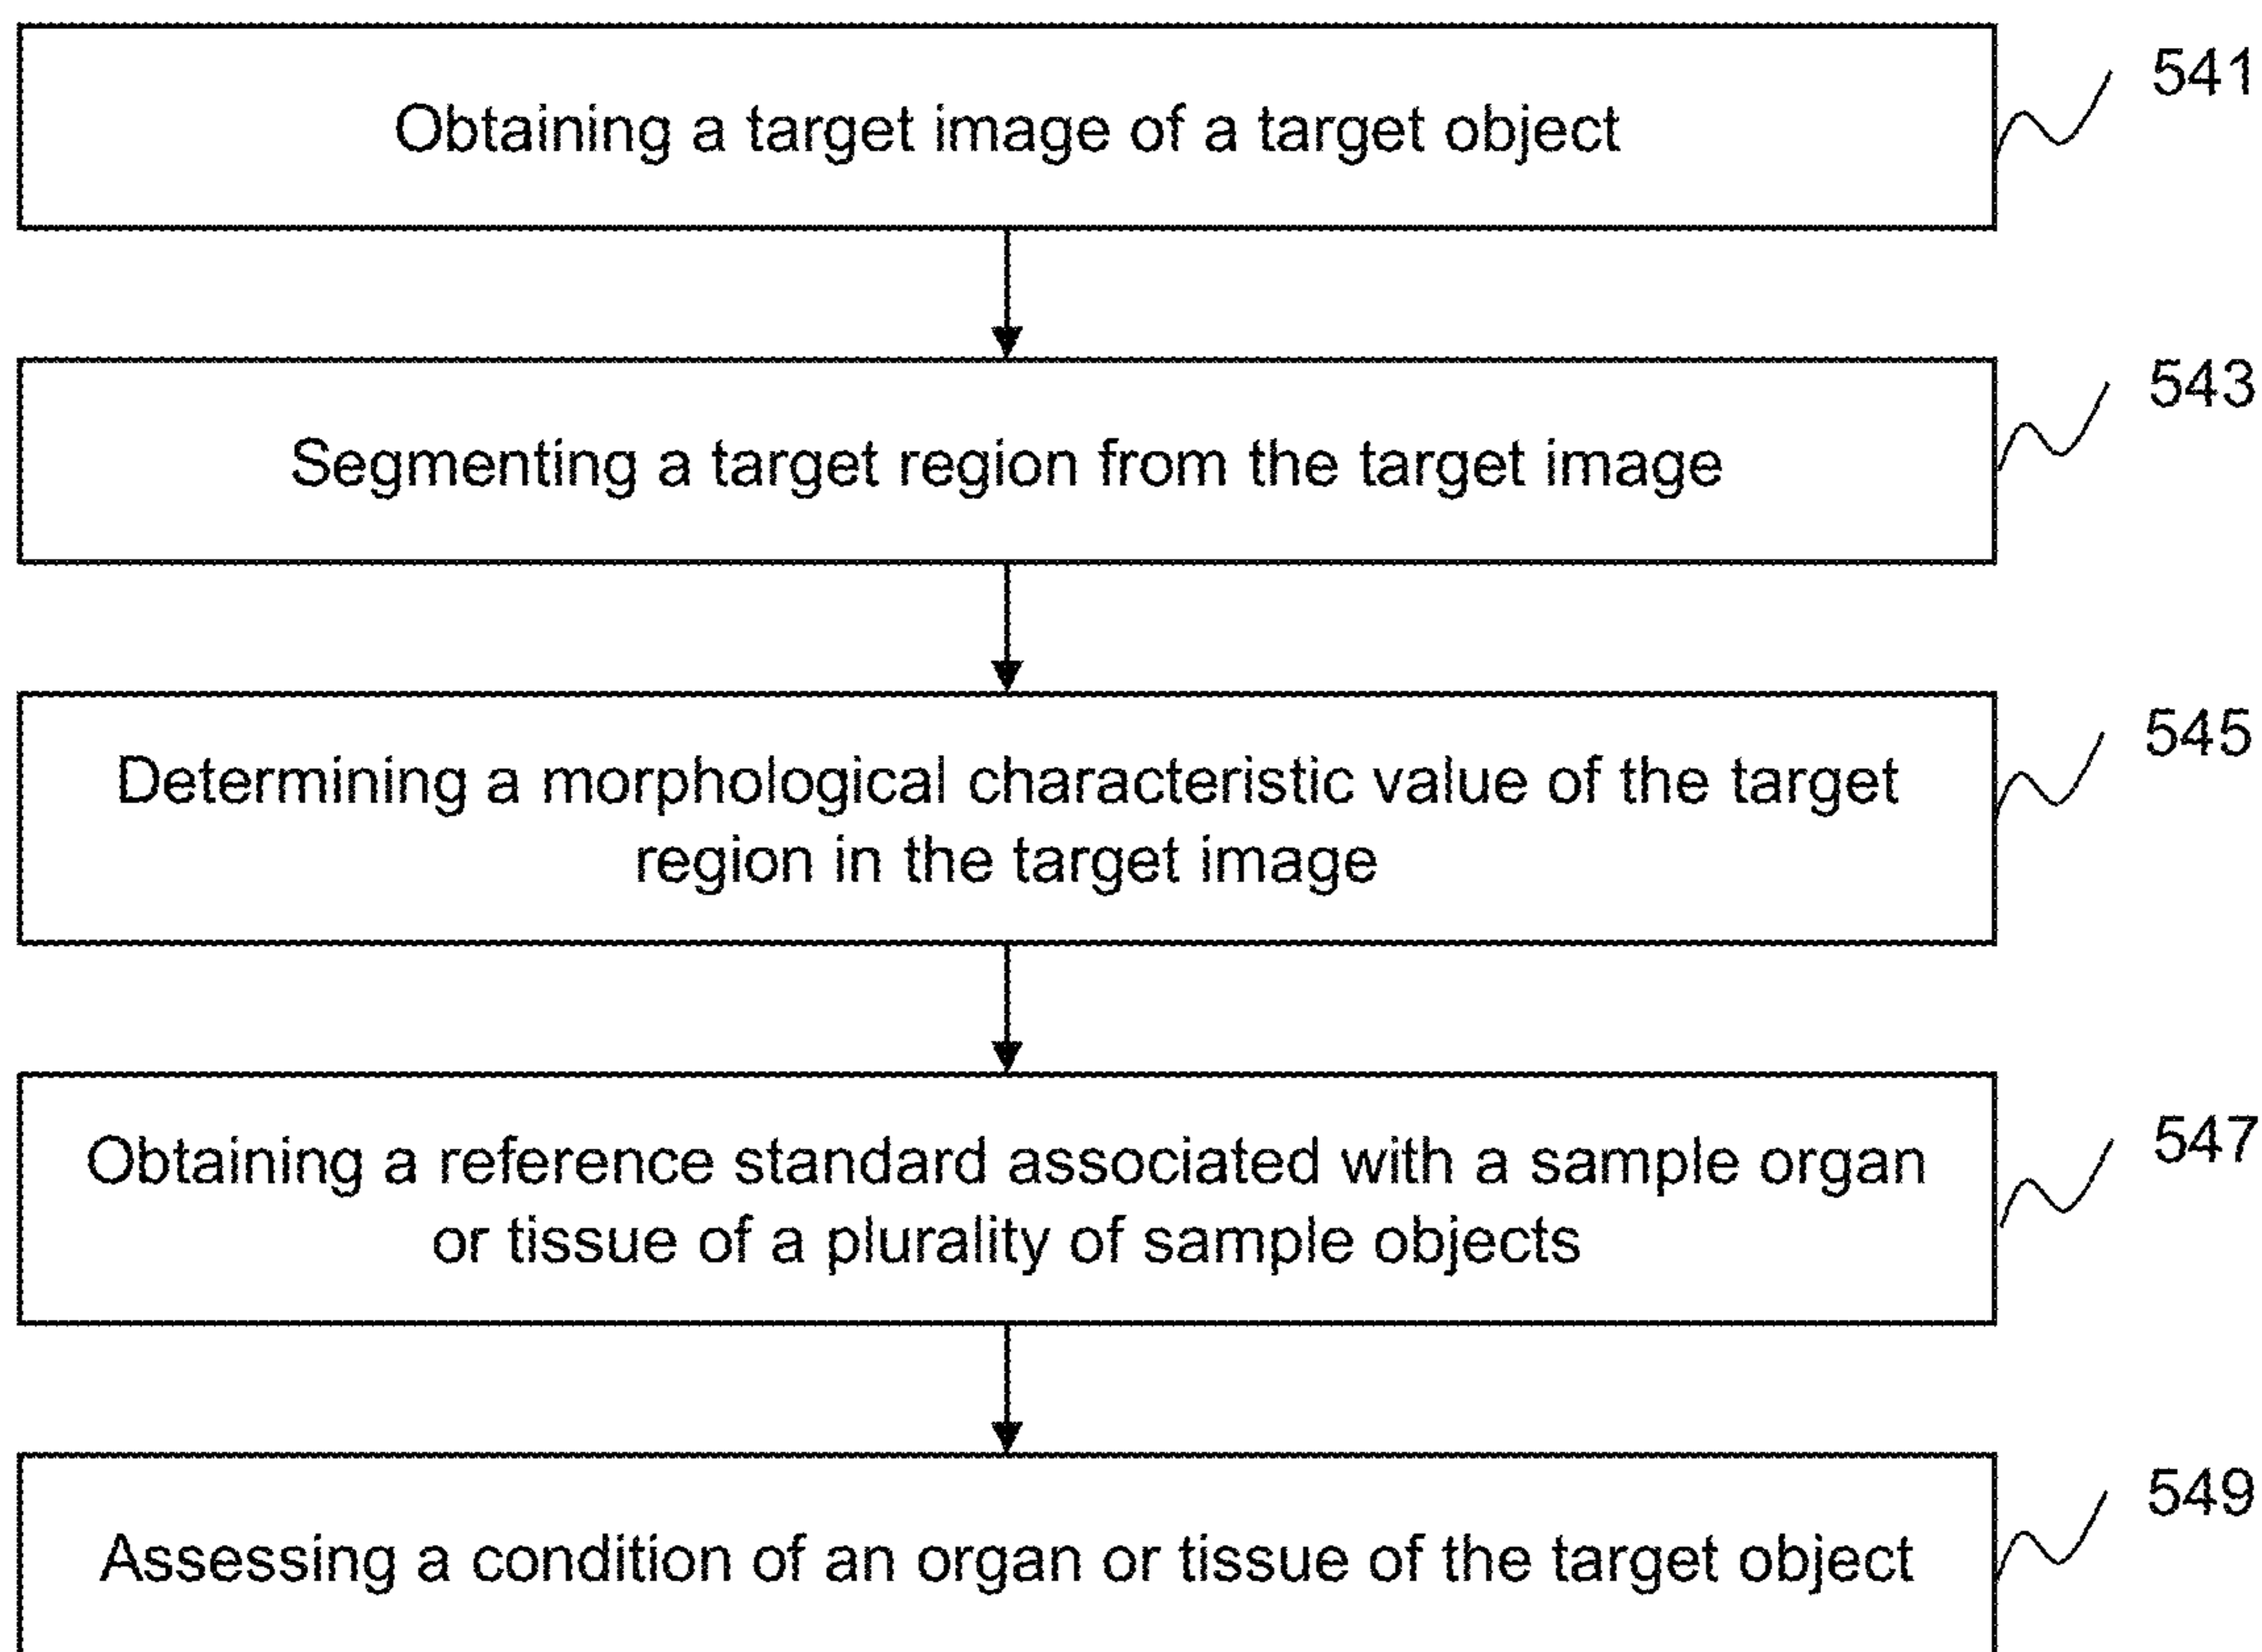 Obtaining a target image of a target object
541
Segmenting a target region from the target image
543
Determining a morphological characteristic value of the target
region in the target image
545
Obtaining a reference standard associated with a sample organ
or tissue of a plurality of sample objects
547
Assessing a condition of an organ or tissue of the target object
549